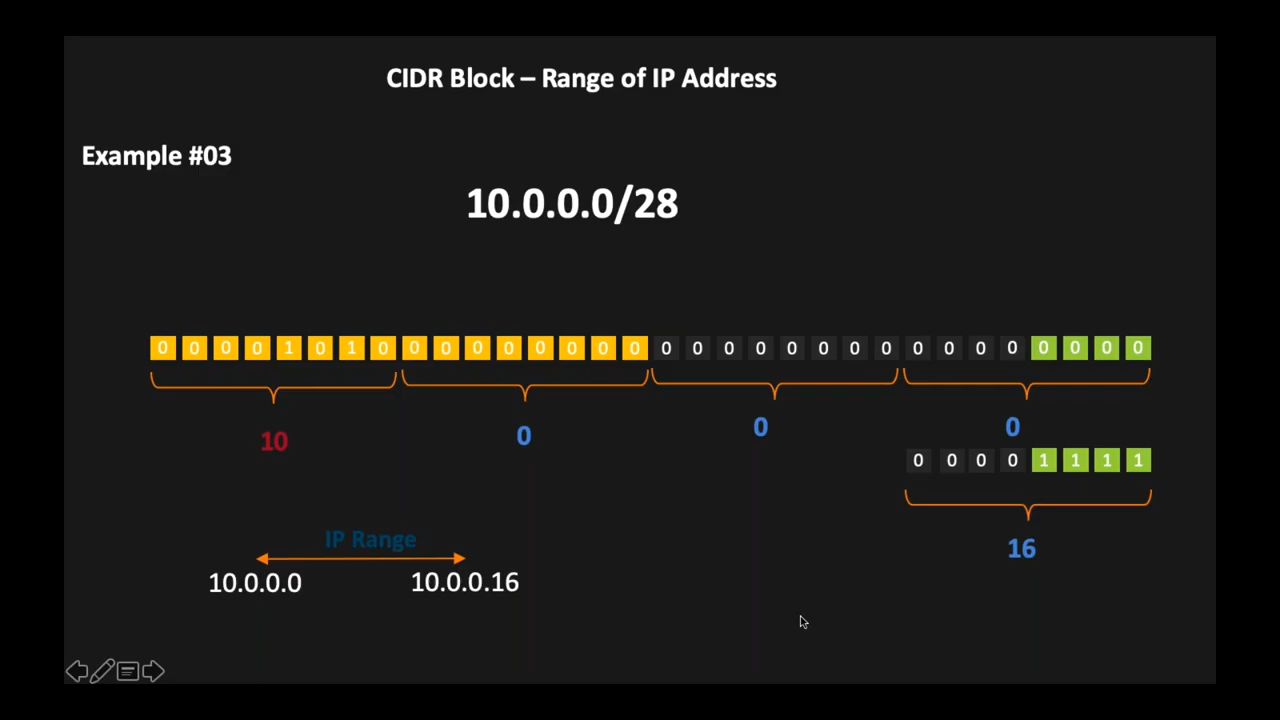 CIDR Block – Range of IP Address
Example #03
10.0.0.0/28
0 0 0 0 1 0 1 0 0 0 0 0 0 0 0 0 0 0 0 0 0 0 0 0 0 0 0 0 0 0 0 0
10 0 0 0
0 0 0 0 1 1 1 1
16
IP Range
10.0.0.0 10.0.0.16